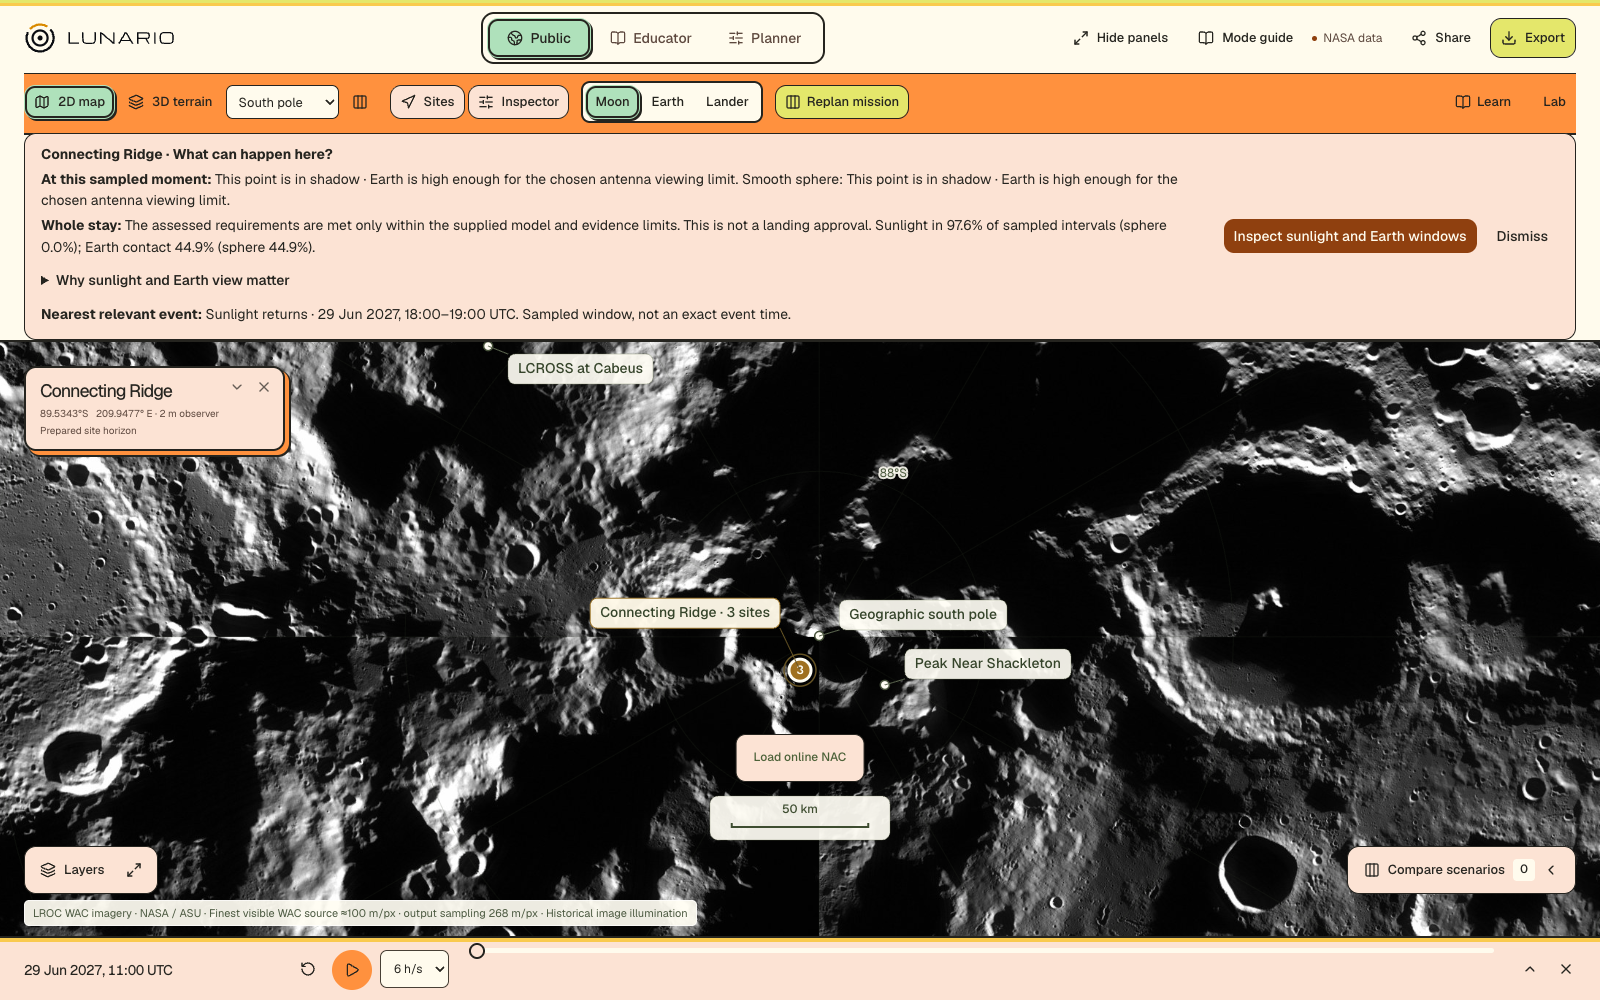 LUNARIO
Public
Educator
Planner
Hide panels
Mode guide
NASA data
Share
Export
2D map
3D terrain
South pole
Sites
Inspector
Moon
Earth
Lander
Replan mission
Learn
Lab
Connecting Ridge · What can happen here?
At this sampled moment: This point is in shadow · Earth is high enough for the chosen antenna viewing limit. Smooth sphere: This point is in shadow · Earth is high enough for the
chosen antenna viewing limit.
Whole stay: The assessed requirements are met only within the supplied model and evidence limits. This is not a landing approval. Sunlight in 97.6% of sampled intervals (sphere
0.0%); Earth contact 44.9% (sphere 44.9%).
Why sunlight and Earth view matter
Nearest relevant event: Sunlight returns · 29 Jun 2027, 18:00–19:00 UTC. Sampled window, not an exact event time.
Inspect sunlight and Earth windows
Dismiss
LCROSS at Cabeus
Connecting Ridge
89.5343°S 209.9477° E · 2 m observer
Prepared site horizon
88°S
Connecting Ridge · 3 sites
Geographic south pole
Peak Near Shackleton
3
Load online NAC
50 km
Layers
Compare scenarios 0
LROC WAC imagery · NASA / ASU · Finest visible WAC source ≈100 m/px · output sampling 268 m/px · Historical image illumination
29 Jun 2027, 11:00 UTC
6 h/s